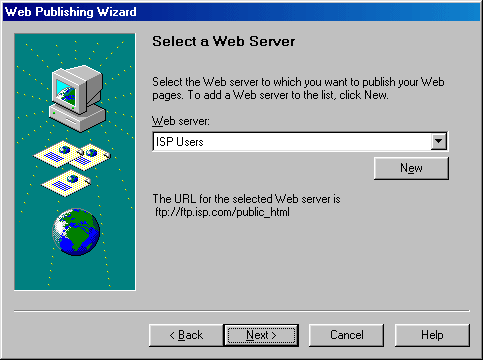 Web Publishing Wizard
Select a Web Server
Select the Web server to which you want to publish your Web
pages. To add a Web server to the list, click New.
Web server:
ISP Users
New
The URL for the selected Web server is
ftp://ftp.isp.com/public_html
< Back
Next >
Cancel
Help